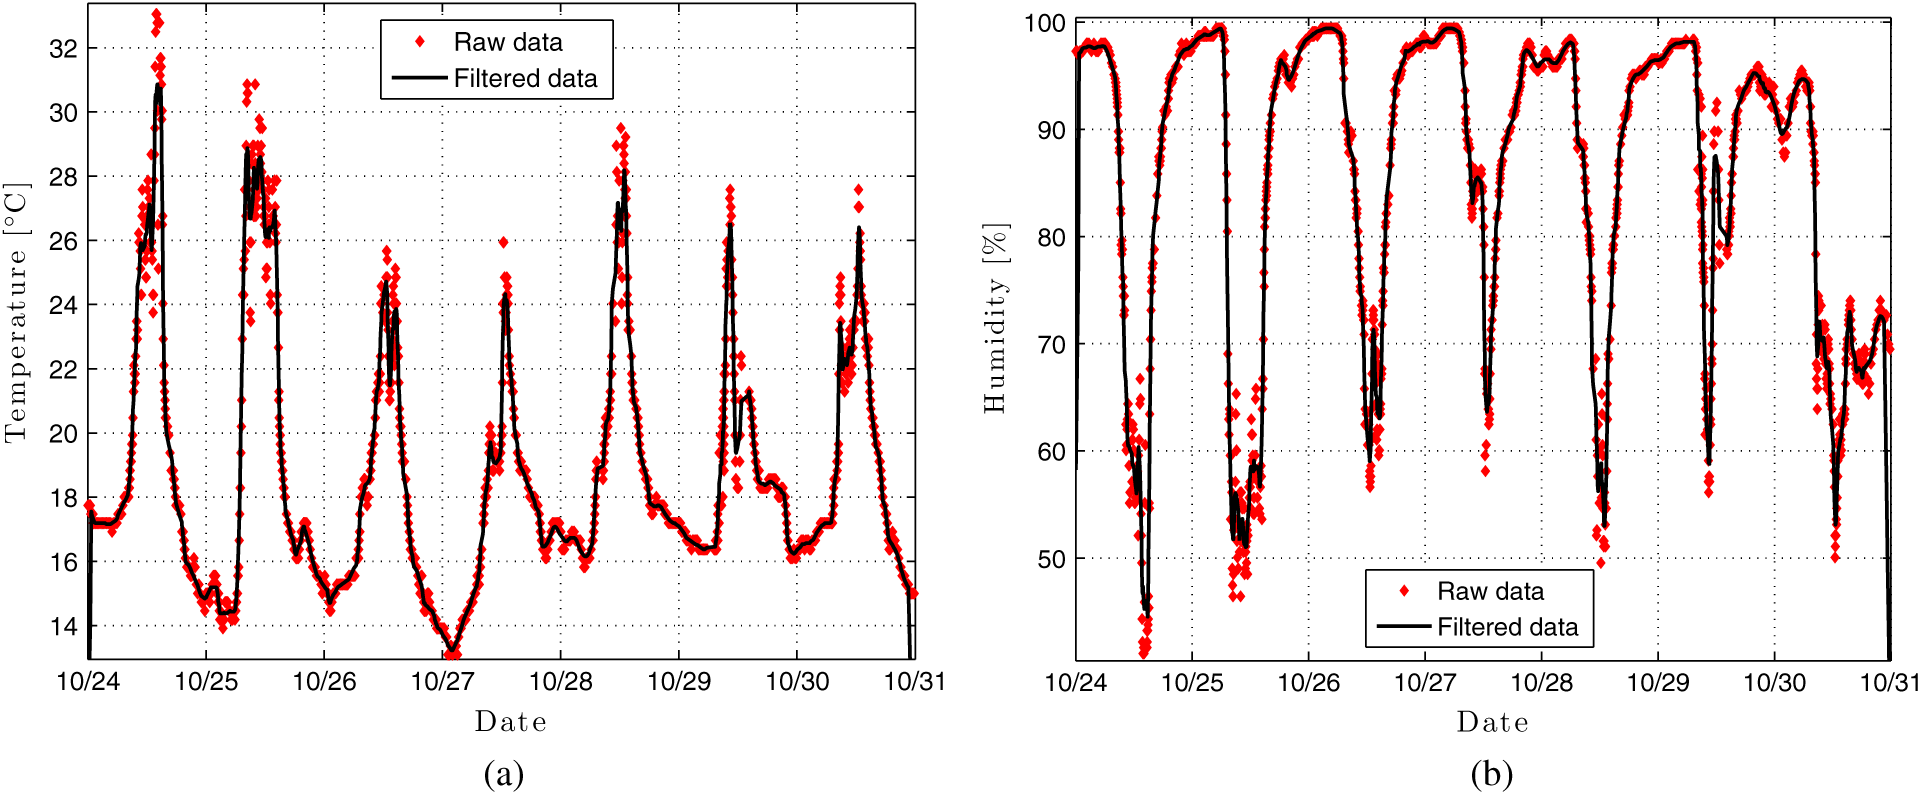 Temperature [°C]
32
30
28
26
24
22
20
18
16
14
Raw data
Filtered data
10/24 10/25 10/26 10/27 10/28 10/29 10/30 10/31
Date
(a)
Humidity [%]
100
90
80
70
60
50
Raw data
Filtered data
10/24 10/25 10/26 10/27 10/28 10/29 10/30 10/31
Date
(b)